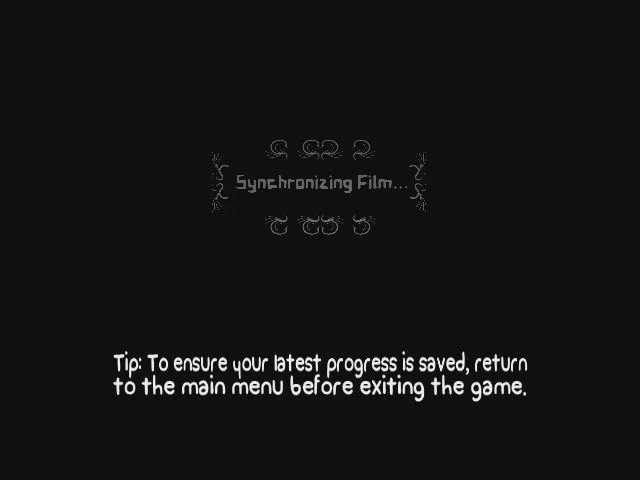 Synchronizing Film...
Tip: To ensure your latest progress is saved, return
to the main menu before exiting the game.